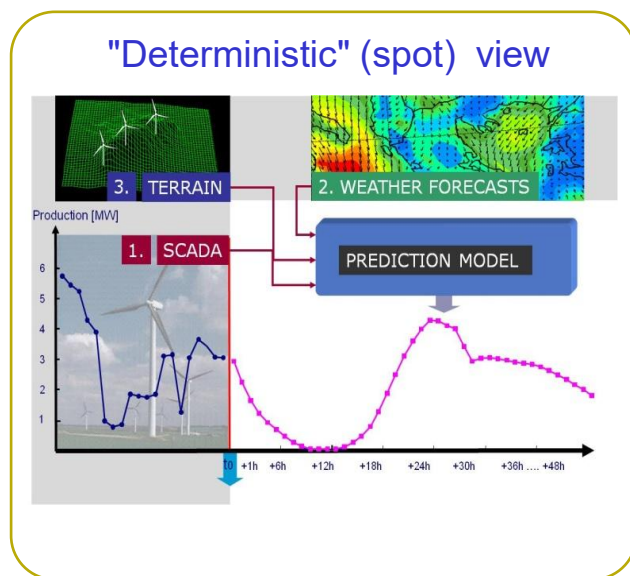 "Deterministic" (spot) view
3. TERRAIN
2. WEATHER FORECASTS
Production [MW]
1. SCADA
PREDICTION MODEL
6
5
4
3
2
1
t0 +1h +6h +12h +18h +24h +30h +36h .... +48h